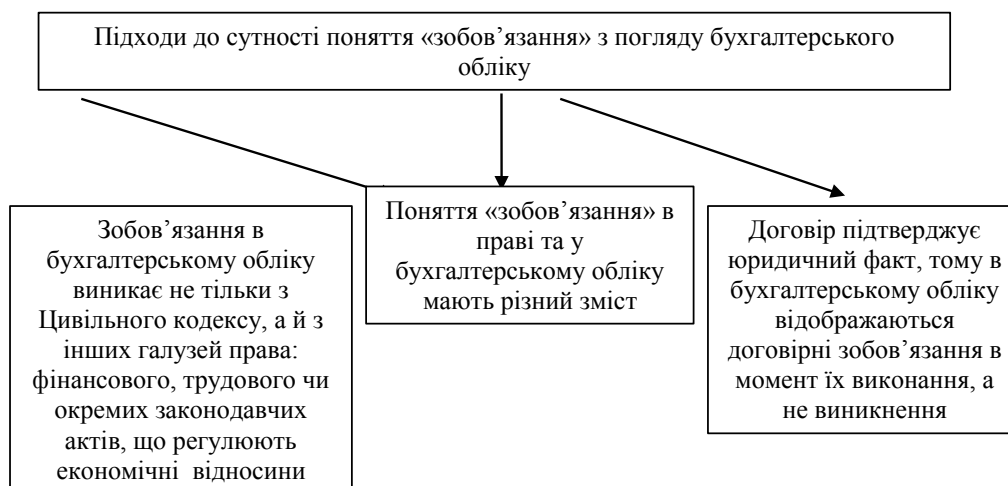 Підходи до сутності поняття «зобов’язання» з погляду бухгалтерського
обліку
Зобов’язання в
бухгалтерському обліку
виникає не тільки з
Цивільного кодексу, а й з
інших галузей права:
фінансового, трудового чи
окремих законодавчих
актів, що регулюють
економічні відносини
Поняття «зобов’язання» в
праві та у
бухгалтерському обліку
мають різний зміст
Договір підтверджує
юридичний факт, тому в
бухгалтерському обліку
відображаються
договірні зобов’язання в
момент їх виконання, а
не виникнення